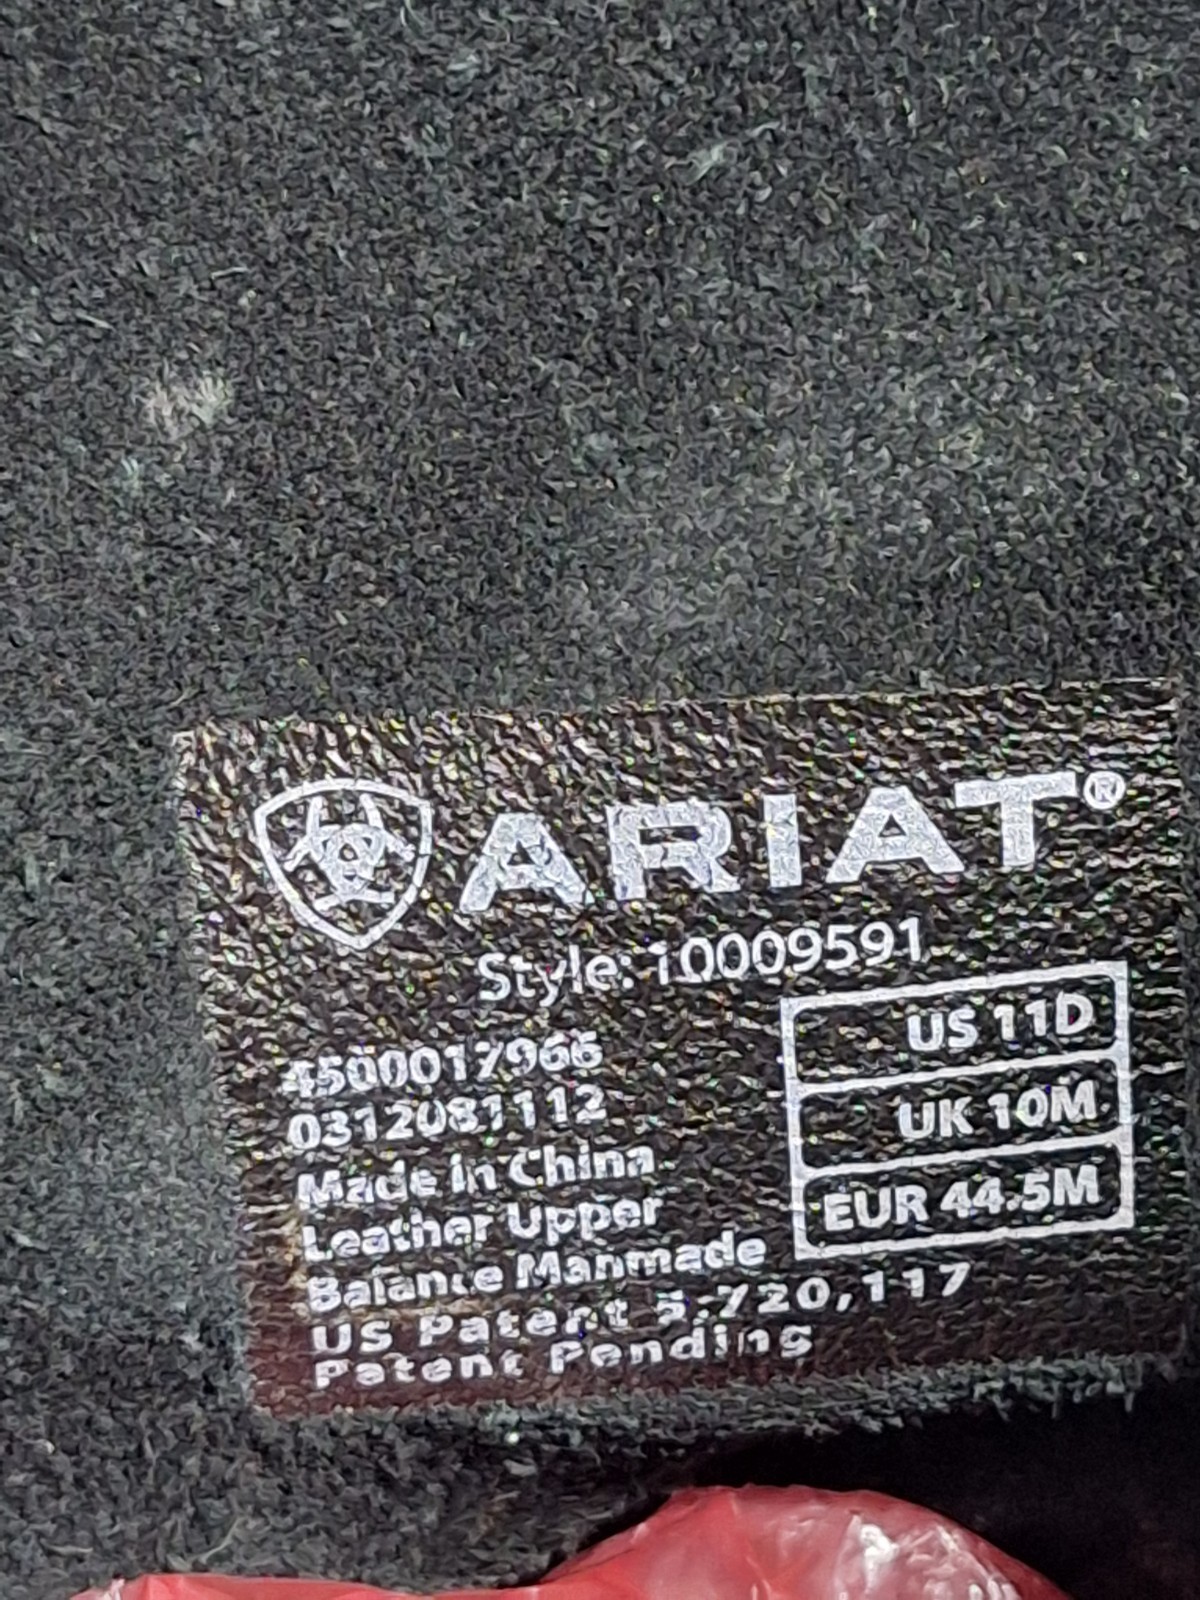 ARIAT®
Style: 10009591
4500017966
0312081112
Made in China
Leather Upper
Balance Manmade
US Patent 5,720,117
Patent Pending
US 11D
UK 10M
EUR 44.5M